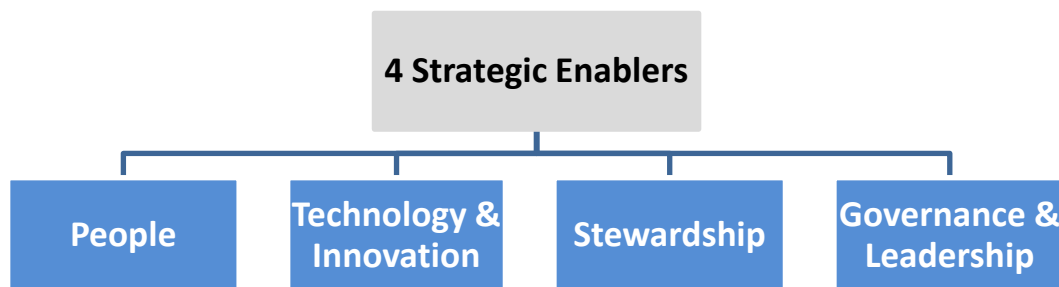 4 Strategic Enablers
People
Technology &
Innovation
Stewardship
Governance &
Leadership